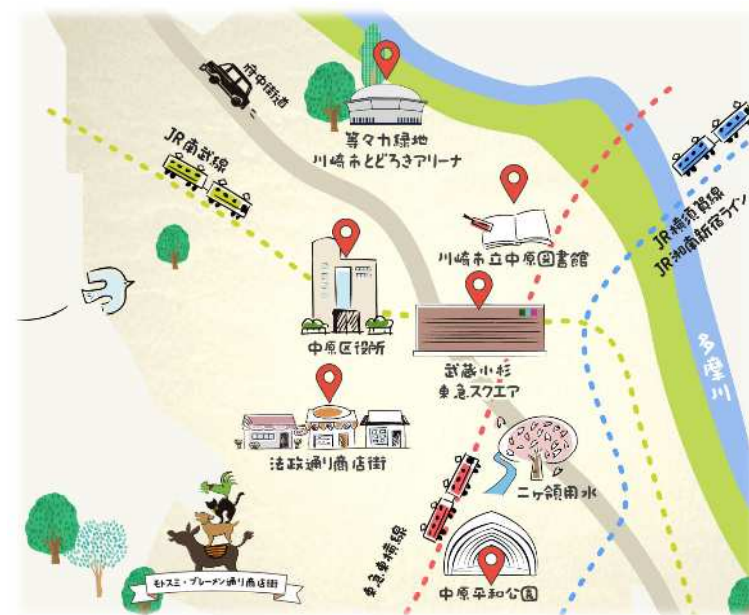 府中街道
等々力緑地
川崎市とどろきアリーナ
JR南武線
川崎市立中原図書館
JR横須賀線
JR湘南新宿ライン
中原区役所
武蔵小杉
東急スクエア
多摩川
法政通り商店街
二ヶ領用水
東急東横線
中原平和公園
モトスミ・ブレーメン通り商店街